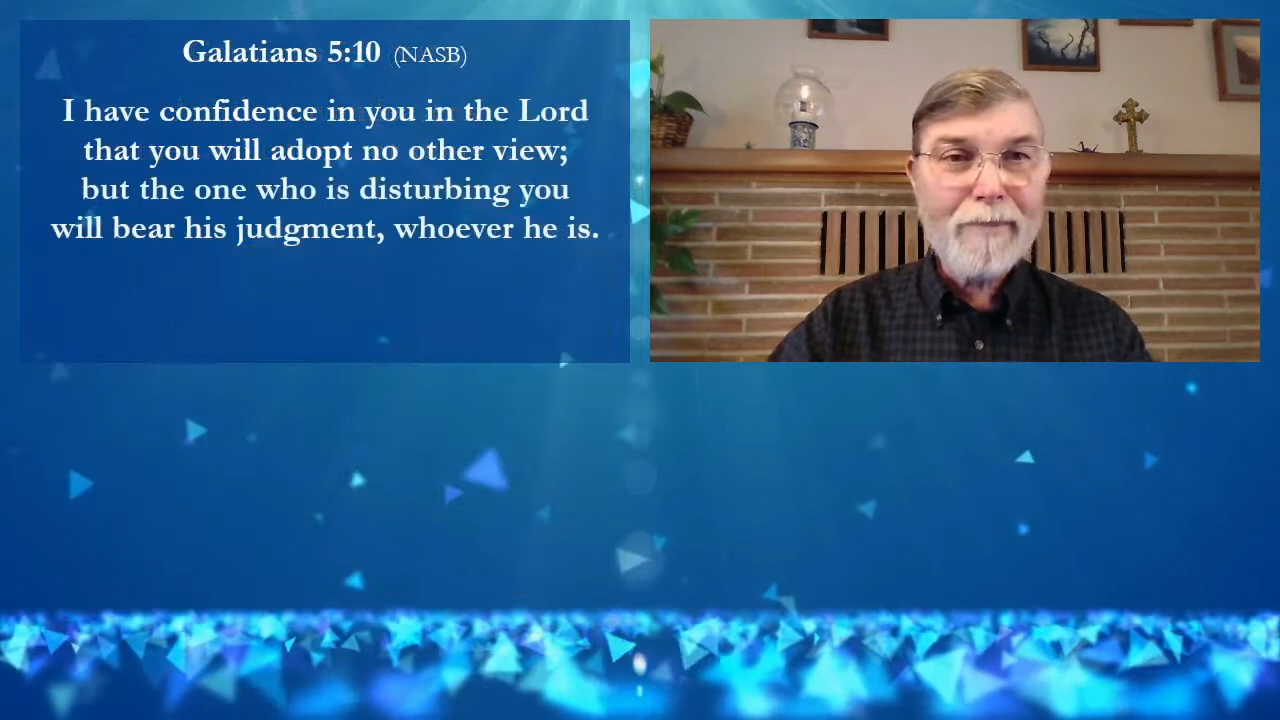 Galatians 5:10 (NASB)
I have confidence in you in the Lord
that you will adopt no other view;
but the one who is disturbing you
will bear his judgment, whoever he is.